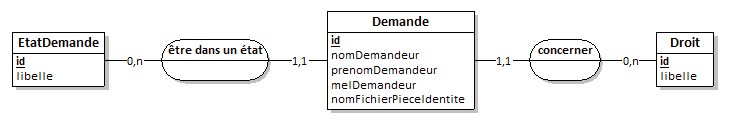 EtatDemande
id
libelle
0,n
être dans un état
1,1
Demande
id
nomDemandeur
prenomDemandeur
melDemandeur
nomFichierPieceIdentite
1,1
concerner
0,n
Droit
id
libelle